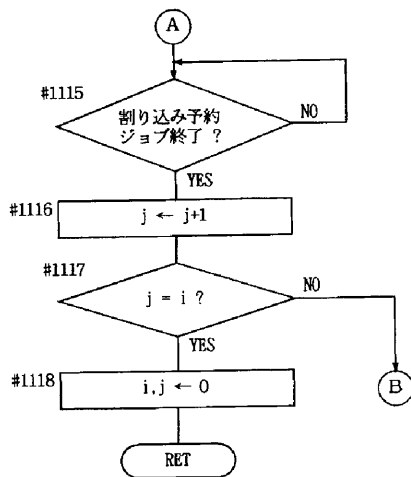 A
#1115
割り込み予約
ジョブ終了 ?
NO
YES
#1116
j ← j+1
#1117
j = i ?
NO
YES
#1118
i,j ← 0
B
RET